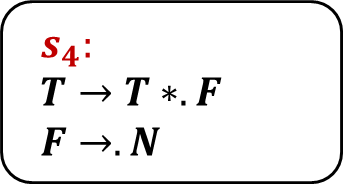 s₄:
T → T *. F
F →. N